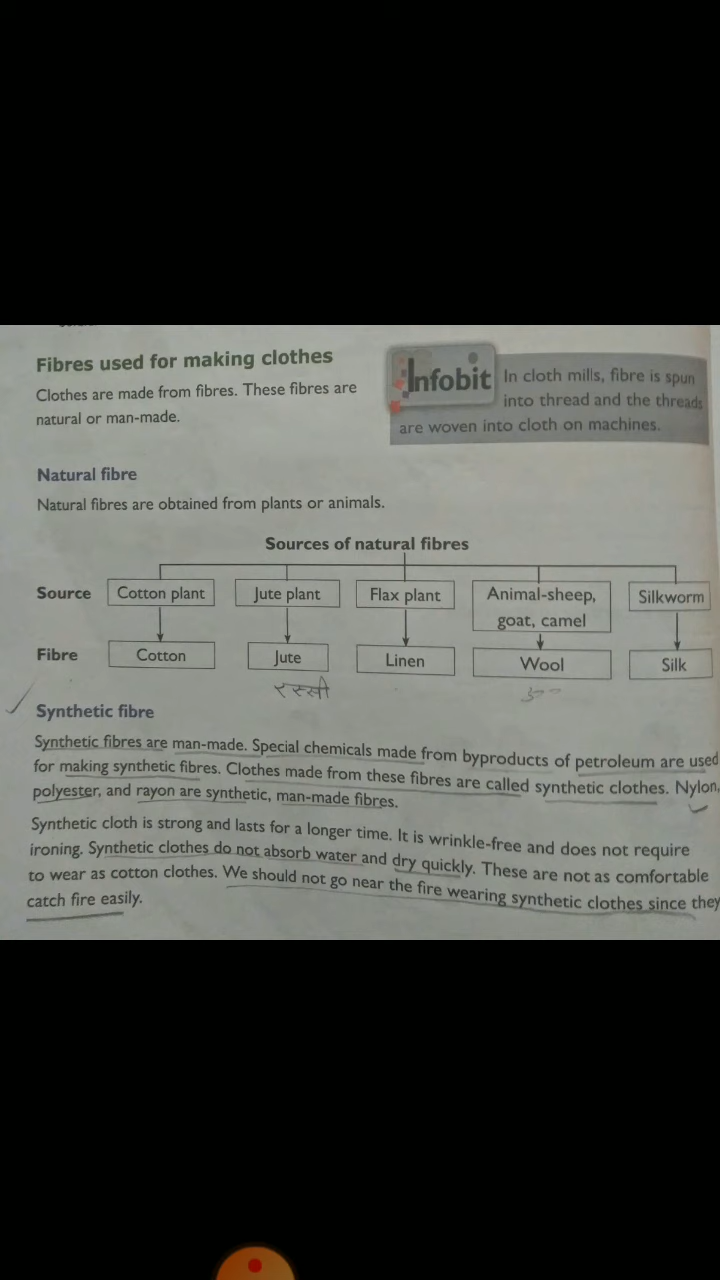 Fibres used for making clothes
Clothes are made from fibres. These fibres are
natural or man-made.
Infobit
In cloth mills, fibre is spun
into thread and the threads
are woven into cloth on machines.
Natural fibre
Natural fibres are obtained from plants or animals.
Sources of natural fibres
Source Cotton plant Jute plant Flax plant Animal-sheep, goat, camel Silkworm
Fibre Cotton Jute Linen Wool Silk
रस्सी
Synthetic fibre
Synthetic fibres are man-made. Special chemicals made from byproducts of petroleum are used
for making synthetic fibres. Clothes made from these fibres are called synthetic clothes. Nylon,
polyester, and rayon are synthetic, man-made fibres.
Synthetic cloth is strong and lasts for a longer time. It is wrinkle-free and does not require
ironing. Synthetic clothes do not absorb water and dry quickly. These are not as comfortable
to wear as cotton clothes. We should not go near the fire wearing synthetic clothes since they
catch fire easily.